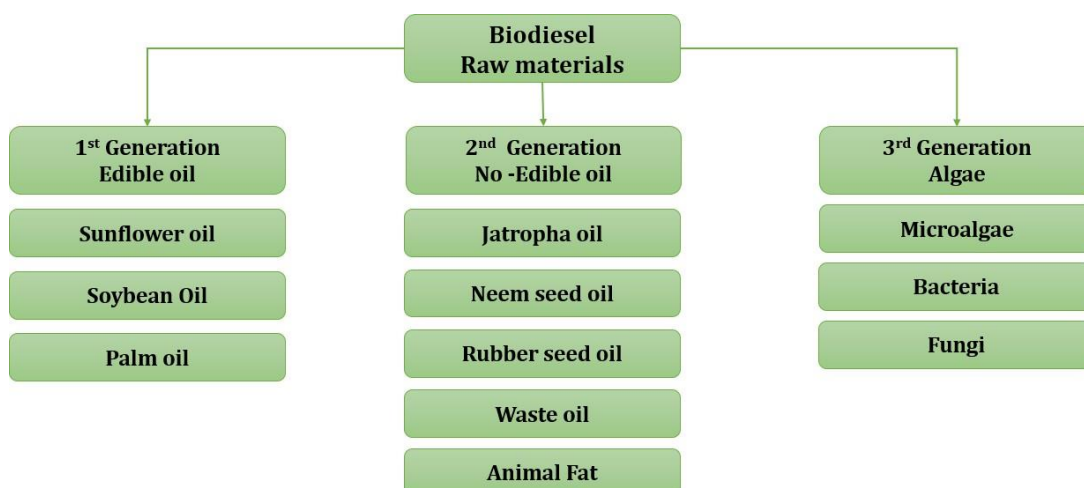 Biodiesel
Raw materials
1st Generation
Edible oil
Sunflower oil
Soybean Oil
Palm oil
2nd Generation
No -Edible oil
Jatropha oil
Neem seed oil
Rubber seed oil
Waste oil
Animal Fat
3rd Generation
Algae
Microalgae
Bacteria
Fungi